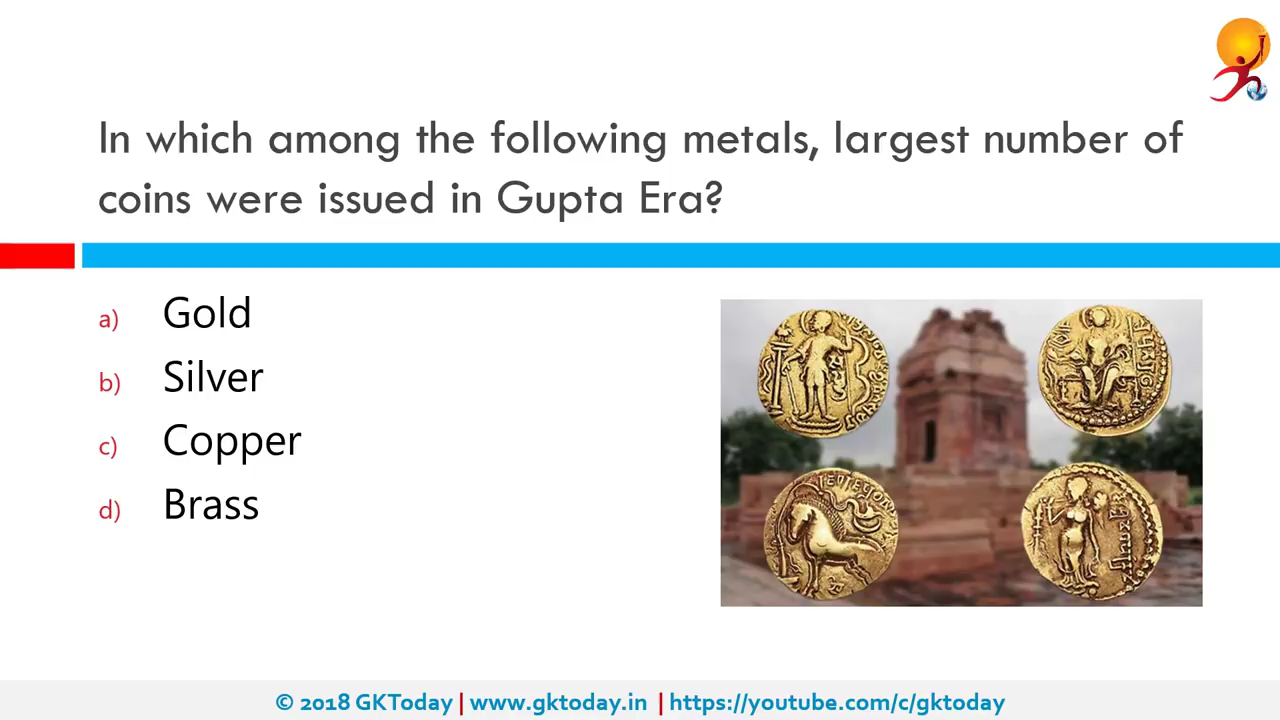 In which among the following metals, largest number of
coins were issued in Gupta Era?
a) Gold
b) Silver
c) Copper
d) Brass
© 2018 GKToday | www.gktoday.in | https://youtube.com/c/gktoday